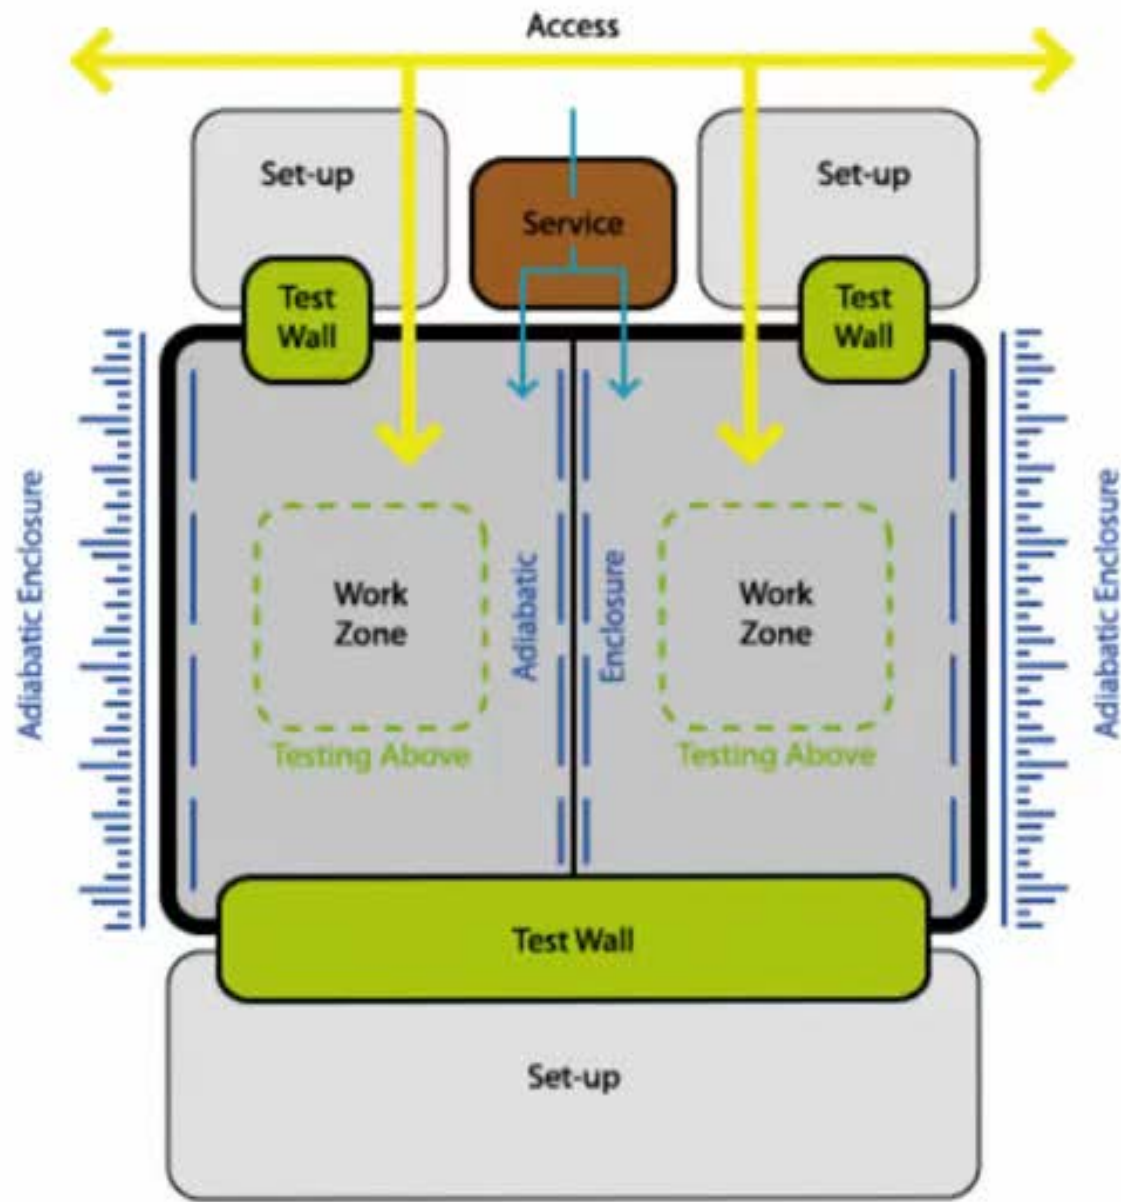 Access
Set-up
Set-up
Service
Test
Wall
Test
Wall
Adiabatic Enclosure
Work
Zone
Adiabatic
Enclosure
Work
Zone
Adiabatic Enclosure
Testing Above
Testing Above
Test Wall
Set-up